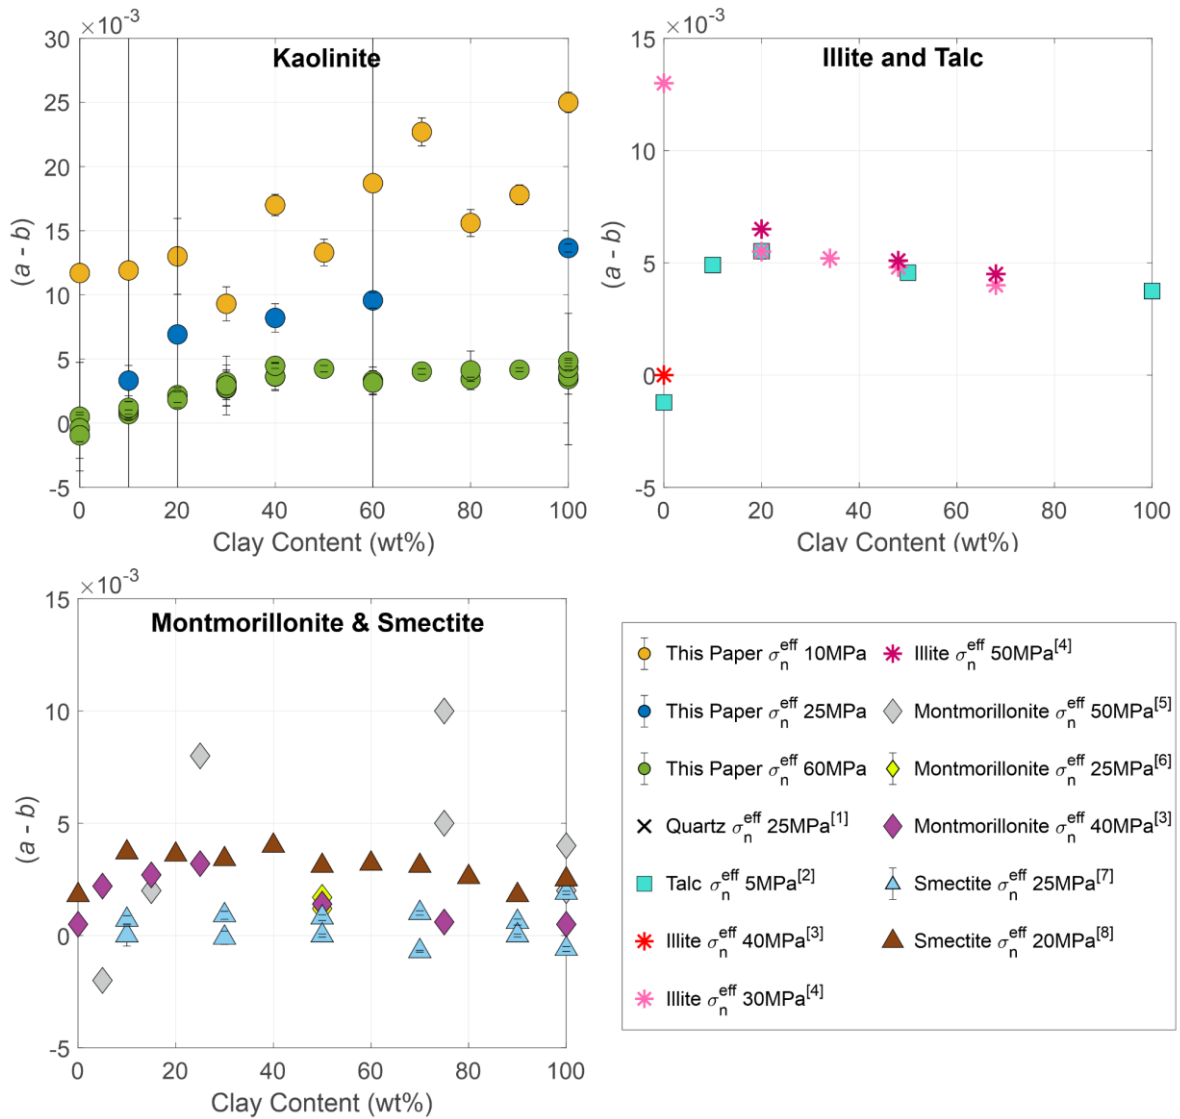 ×10⁻³
30
25
20
15
10
5
0
-5
(a - b)
Kaolinite
0 20 40 60 80 100
Clay Content (wt%)
×10⁻³
15
10
5
0
-5
(a - b)
Illite and Talc
0 20 40 60 80 100
Clay Content (wt%)
×10⁻³
15
10
5
0
-5
(a - b)
Montmorillonite & Smectite
0 20 40 60 80 100
Clay Content (wt%)
This Paper σₙᵉᶠᶠ 10MPa
This Paper σₙᵉᶠᶠ 25MPa
This Paper σₙᵉᶠᶠ 60MPa
Quartz σₙᵉᶠᶠ 25MPa[1]
Talc σₙᵉᶠᶠ 5MPa[2]
Illite σₙᵉᶠᶠ 40MPa[3]
Illite σₙᵉᶠᶠ 30MPa[4]
Illite σₙᵉᶠᶠ 50MPa[4]
Montmorillonite σₙᵉᶠᶠ 50MPa[5]
Montmorillonite σₙᵉᶠᶠ 25MPa[6]
Montmorillonite σₙᵉᶠᶠ 40MPa[3]
Smectite σₙᵉᶠᶠ 25MPa[7]
Smectite σₙᵉᶠᶠ 20MPa[8]